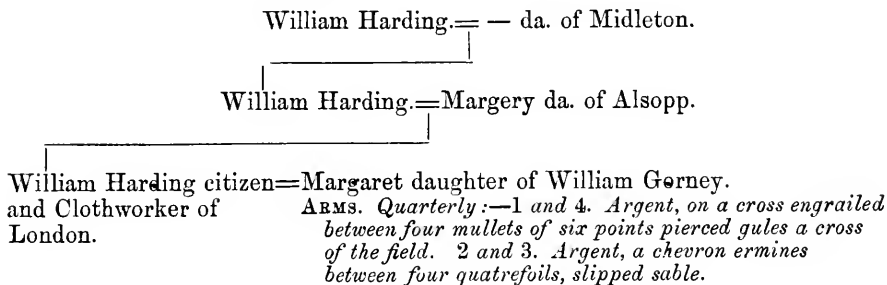 William Harding.=— da. of Midleton.
William Harding.=Margery da. of Alsopp.
William Harding citizen=Margaret daughter of William Gerney.
and Clothworker of
London.
ARMS. Quarterly:—1 and 4. Argent, on a cross engrailed
between four mullets of six points pierced gules a cross
of the field. 2 and 3. Argent, a chevron ermines
between four quatrefoils, slipped sable.